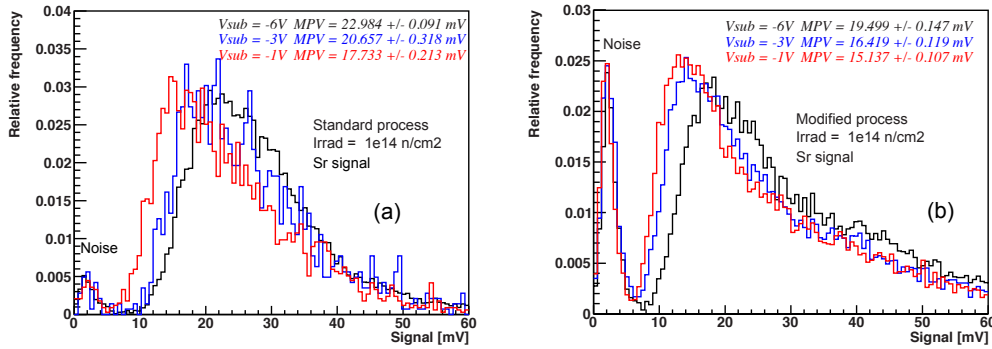 Vsub = -6V MPV = 22.984 +/- 0.091 mV
Vsub = -3V MPV = 20.657 +/- 0.318 mV
Vsub = -1V MPV = 17.733 +/- 0.213 mV
Relative frequency
0.04
0.035
0.03
0.025
0.02
0.015
0.01
0.005
0
Standard process
Irrad = 1e14 n/cm2
Sr signal
(a)
Noise
0 10 20 30 40 50 60
Signal [mV]
Vsub = -6V MPV = 19.499 +/- 0.147 mV
Vsub = -3V MPV = 16.419 +/- 0.119 mV
Vsub = -1V MPV = 15.137 +/- 0.107 mV
Relative frequency
0.03
0.025
0.02
0.015
0.01
0.005
0
Noise
Modified process
Irrad = 1e14 n/cm2
Sr signal
(b)
0 10 20 30 40 50 60
Signal [mV]